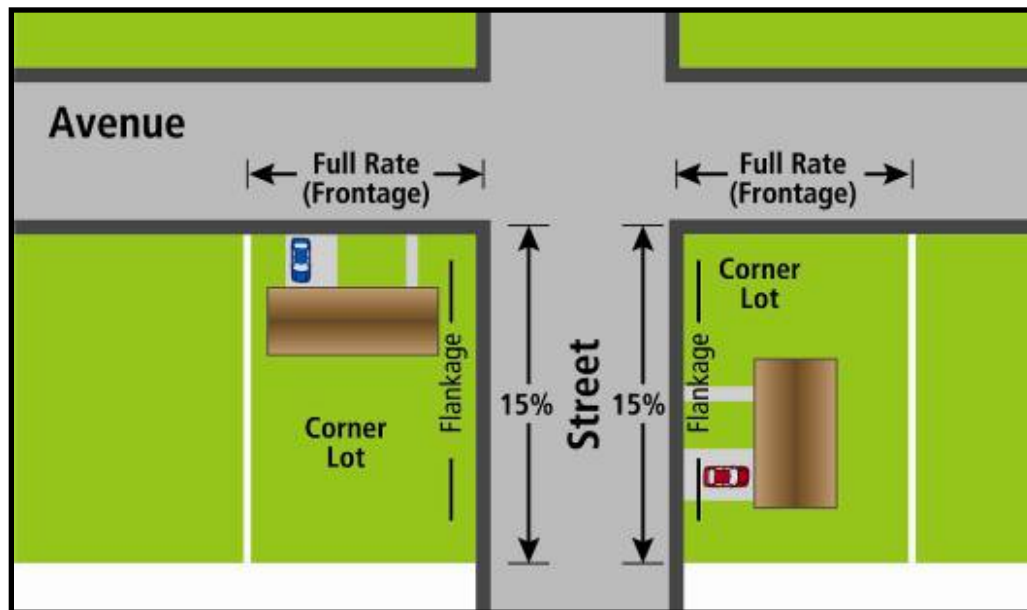 Avenue
Full Rate
(Frontage)
Full Rate
(Frontage)
Corner
Lot
Flankage
15%
Street
15%
Flankage
Corner
Lot